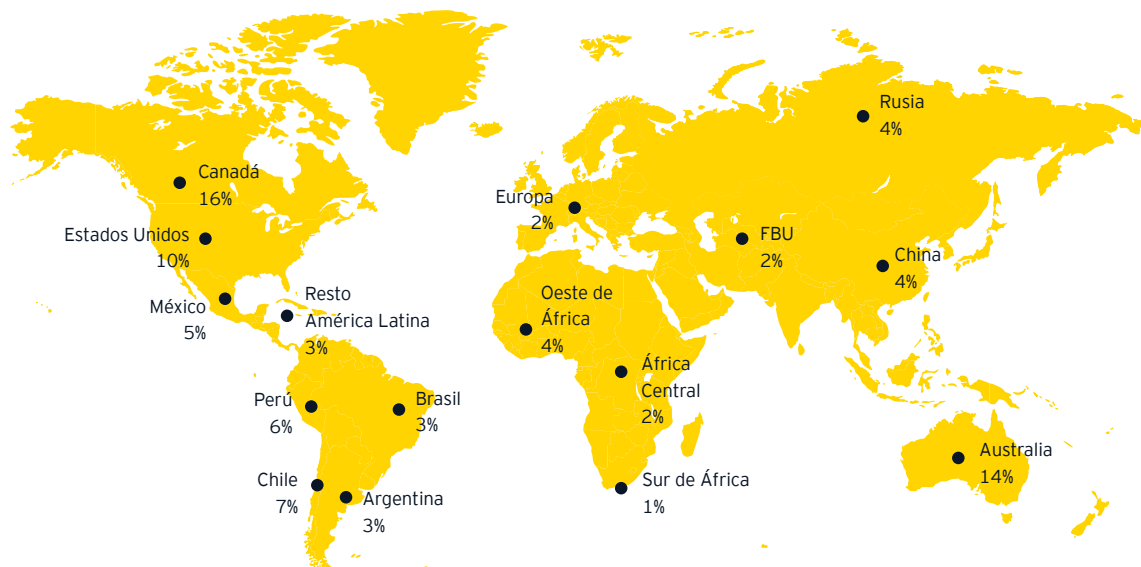 Rusia
4%
Canadá
16%
Europa
2%
Estados Unidos
10%
FBU
2%
China
4%
México
5%
Resto
América Latina
3%
Oeste de
África
4%
África
Central
2%
Perú
6%
Brasil
3%
Australia
14%
Chile
7%
Argentina
3%
Sur de África
1%